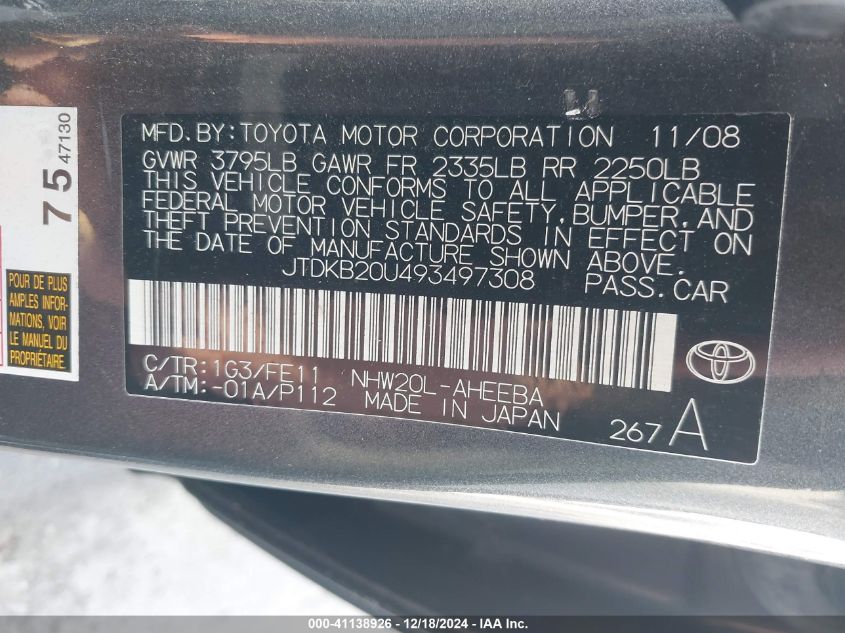 75 47130
POUR DE PLUS
AMPLES INFOR-
MATIONS, VOIR
LE MANUEL DU
PROPRIÉTAIRE.
MFD. BY: TOYOTA MOTOR CORPORATION 11/08
GVWR 3795LB GAWR FR 2335LB RR 2250LB
THIS VEHICLE CONFORMS TO ALL APPLICABLE
FEDERAL MOTOR VEHICLE SAFETY, BUMPER, AND
THEFT PREVENTION STANDARDS IN EFFECT ON
THE DATE OF MANUFACTURE SHOWN ABOVE.
JTDKB20U493497308 PASS. CAR
C/TR: 1G3/FE11 NHW20L-AHEEBA
A/TM: -01A/P112 MADE IN JAPAN
267 A
000-41138926 - 12/18/2024 - IAA, Inc.